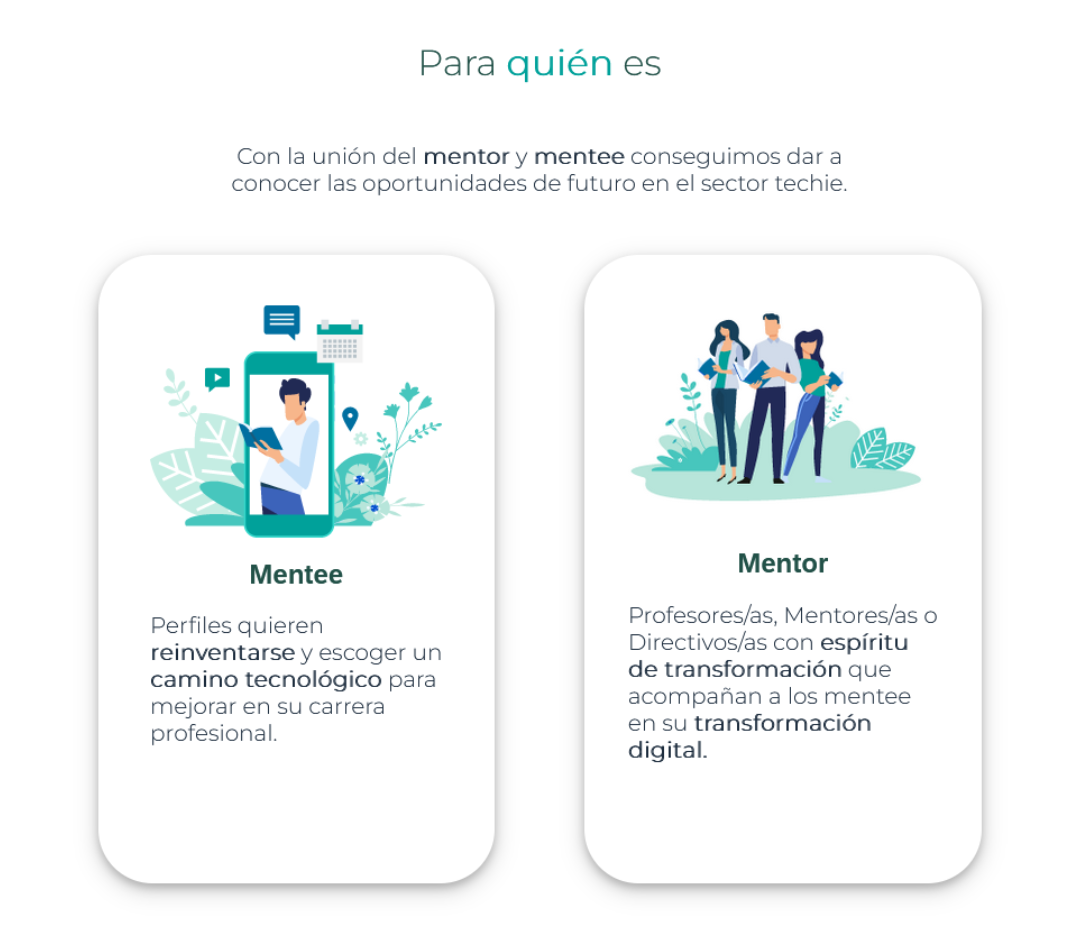 Para quién es
Con la unión del mentor y mentee conseguimos dar a
conocer las oportunidades de futuro en el sector techie.
Mentee
Perfiles quieren
reinventarse y escoger un
camino tecnológico para
mejorar en su carrera
profesional.
Mentor
Profesores/as, Mentores/as o
Directivos/as con espíritu
de transformación que
acompañan a los mentee
en su transformación
digital.